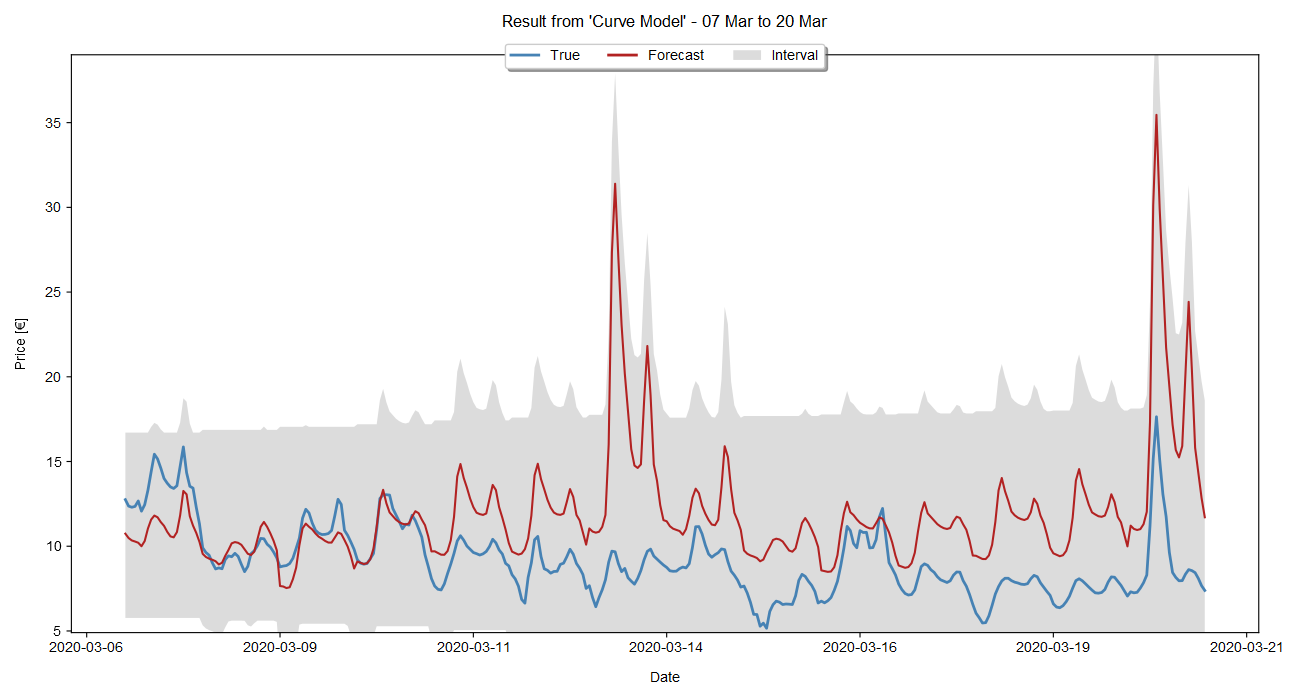 Result from 'Curve Model' - 07 Mar to 20 Mar
True Forecast Interval
35
30
25
20
15
10
5
Price [€]
2020-03-06 2020-03-09 2020-03-11 2020-03-14 2020-03-16 2020-03-19 2020-03-21
Date